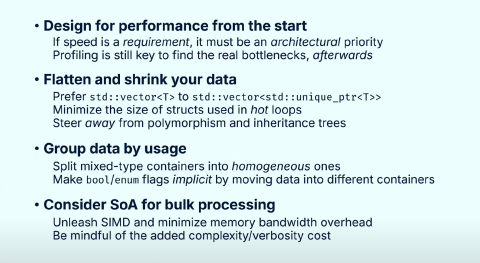 • Design for performance from the start
If speed is a requirement, it must be an architectural priority
Profiling is still key to find the real bottlenecks, afterwards
• Flatten and shrink your data
Prefer std::vector<T> to std::vector<std::unique_ptr<T>>
Minimize the size of structs used in hot loops
Steer away from polymorphism and inheritance trees
• Group data by usage
Split mixed-type containers into homogeneous ones
Make bool/enum flags implicit by moving data into different containers
• Consider SoA for bulk processing
Unleash SIMD and minimize memory bandwidth overhead
Be mindful of the added complexity/verbosity cost